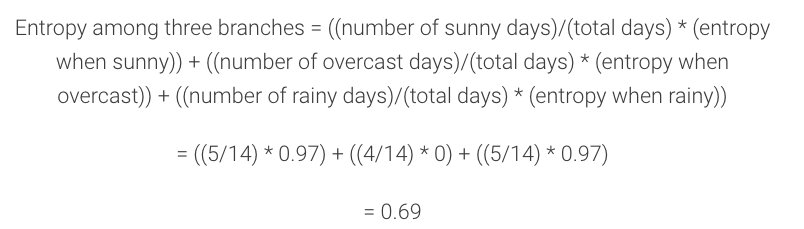 Entropy among three branches = ((number of sunny days)/(total days) * (entropy
when sunny)) + ((number of overcast days)/(total days) * (entropy when
overcast)) + ((number of rainy days)/(total days) * (entropy when rainy))
= ((5/14) * 0.97) + ((4/14) * 0) + ((5/14) * 0.97)
= 0.69